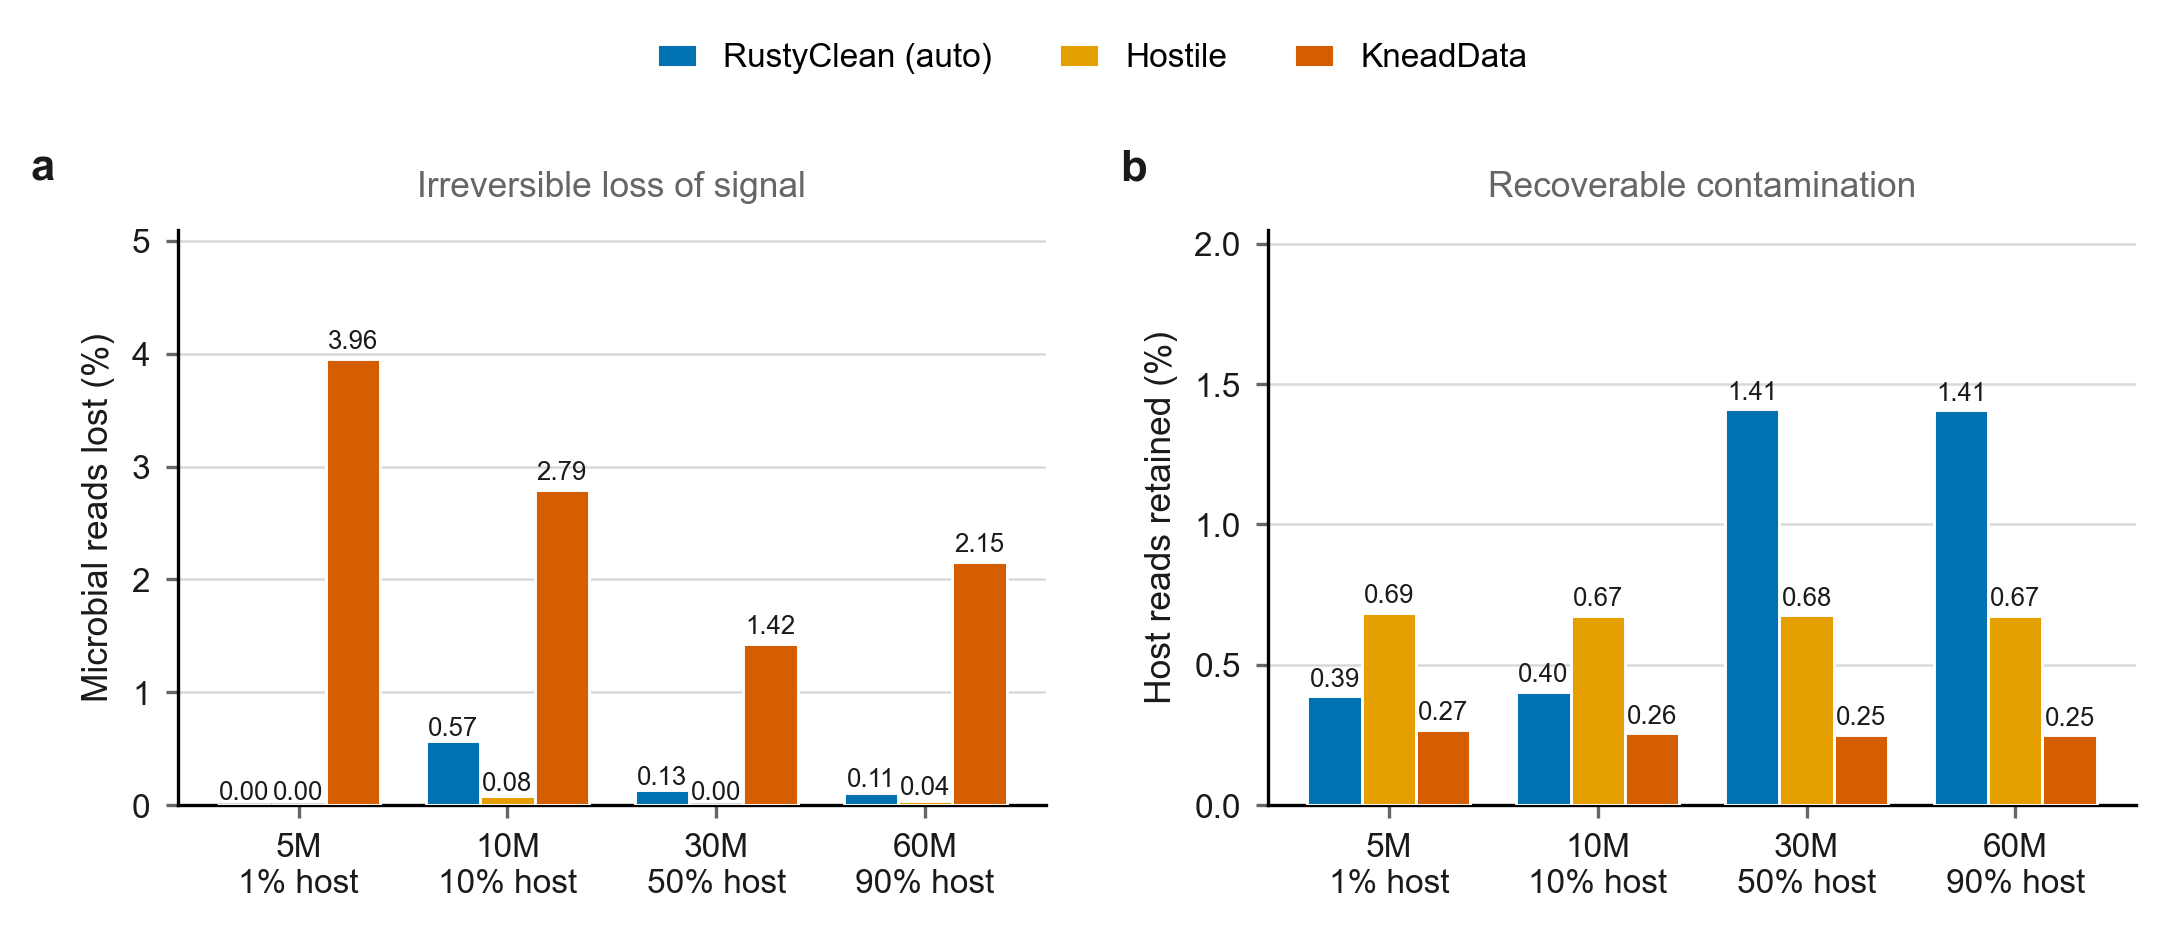 RustyClean (auto) Hostile KneadData
a
Irreversible loss of signal
Microbial reads lost (%)
5
4
3
2
1
0
0.00 0.00 3.96
0.57 0.08 2.79
0.13 0.00 1.42
0.11 0.04 2.15
5M 10M 30M 60M
1% host 10% host 50% host 90% host
b
Recoverable contamination
Host reads retained (%)
2.0
1.5
1.0
0.5
0.0
0.39 0.69 0.27
0.40 0.67 0.26
1.41 0.68 0.25
1.41 0.67 0.25
5M 10M 30M 60M
1% host 10% host 50% host 90% host